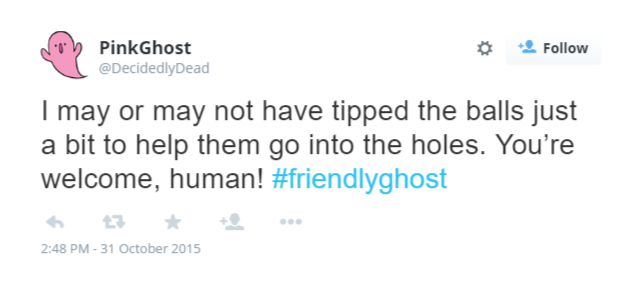 PinkGhost
@DecidedlyDead
Follow
I may or may not have tipped the balls just
a bit to help them go into the holes. You’re
welcome, human! #friendlyghost
2:48 PM - 31 October 2015